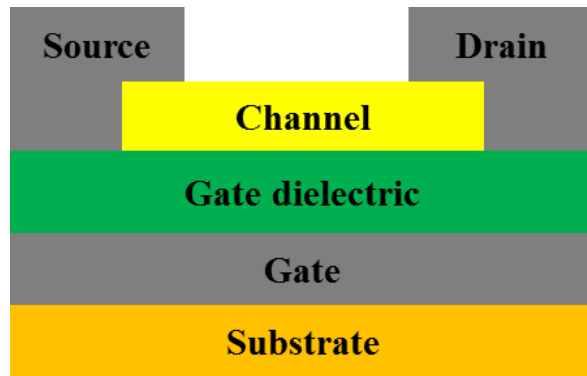 Source
Drain
Channel
Gate dielectric
Gate
Substrate